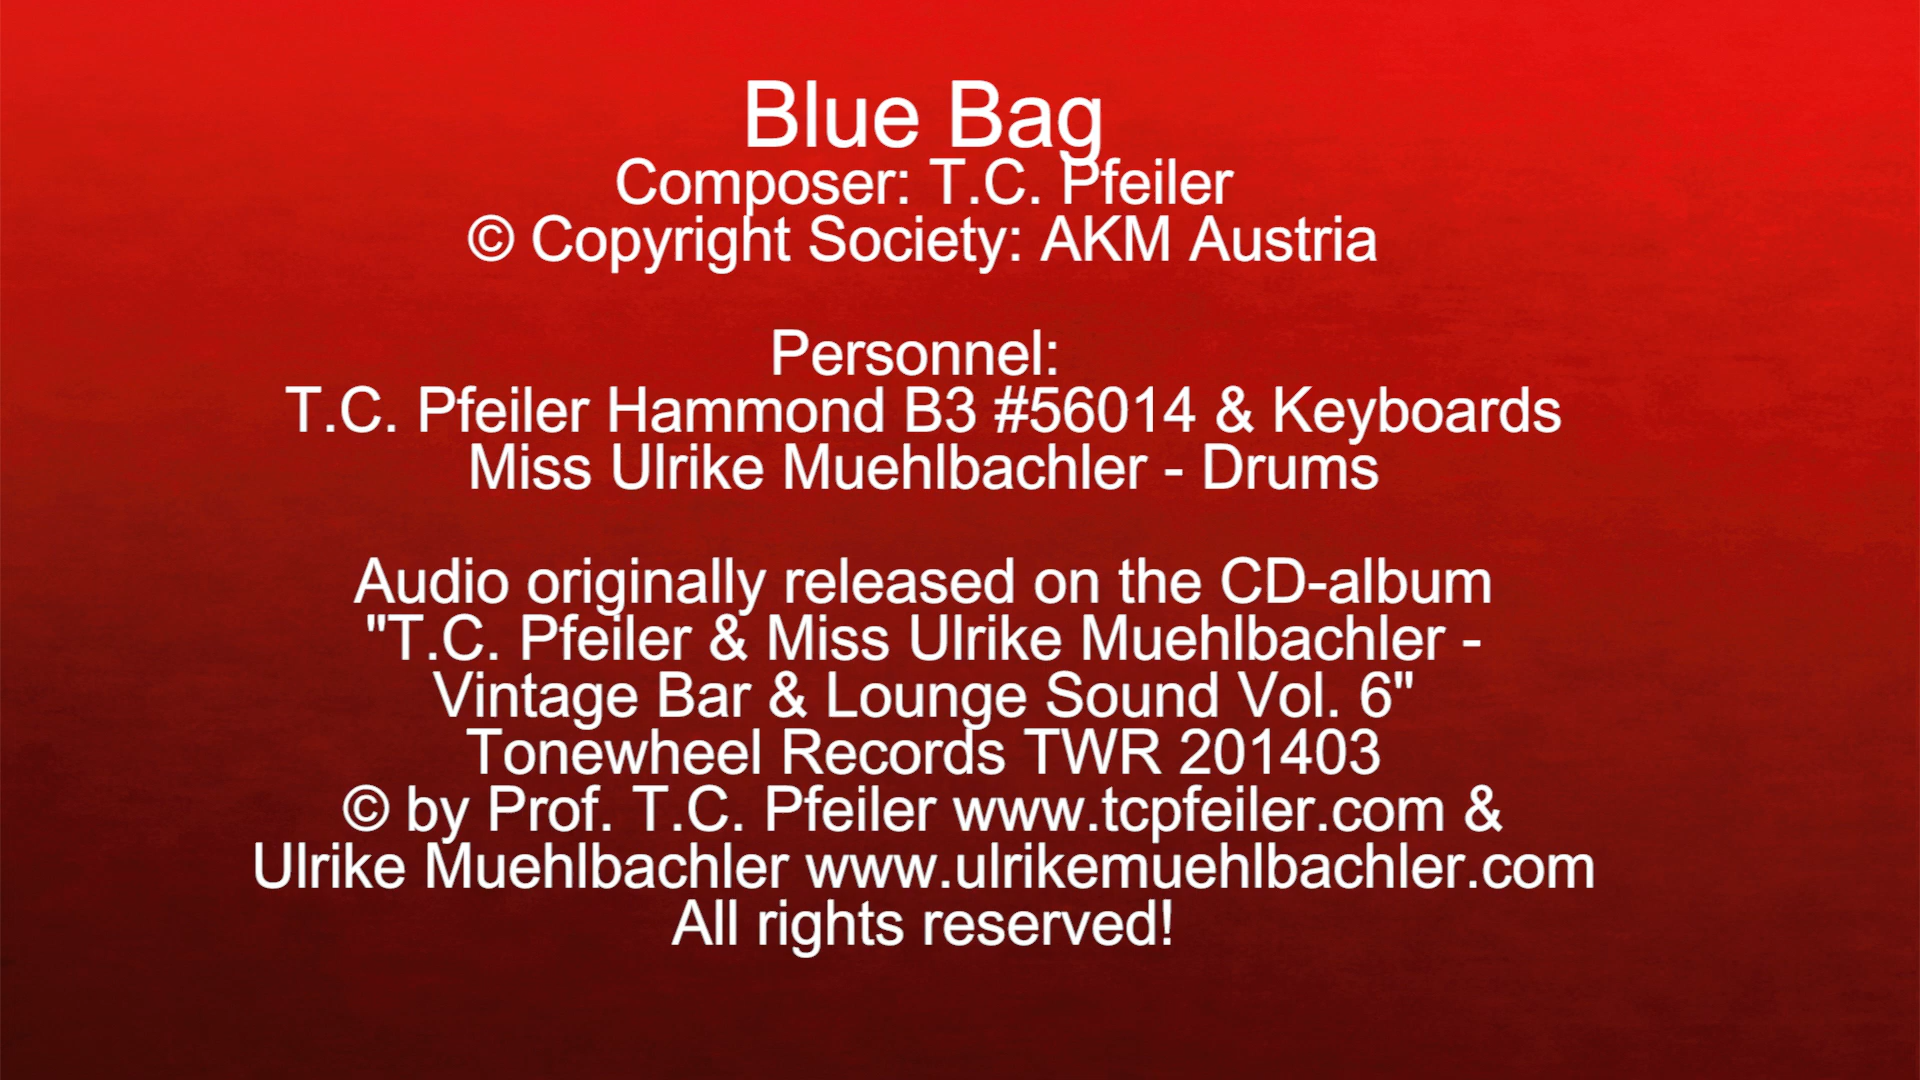 Blue Bag
Composer: T.C. Pfeiler
© Copyright Society: AKM Austria
Personnel:
T.C. Pfeiler Hammond B3 #56014 & Keyboards
Miss Ulrike Muehlbachler - Drums
Audio originally released on the CD-album
"T.C. Pfeiler & Miss Ulrike Muehlbachler -
Vintage Bar & Lounge Sound Vol. 6"
Tonewheel Records TWR 201403
© by Prof. T.C. Pfeiler www.tcpfeiler.com &
Ulrike Muehlbachler www.ulrikemuehlbachler.com
All rights reserved!